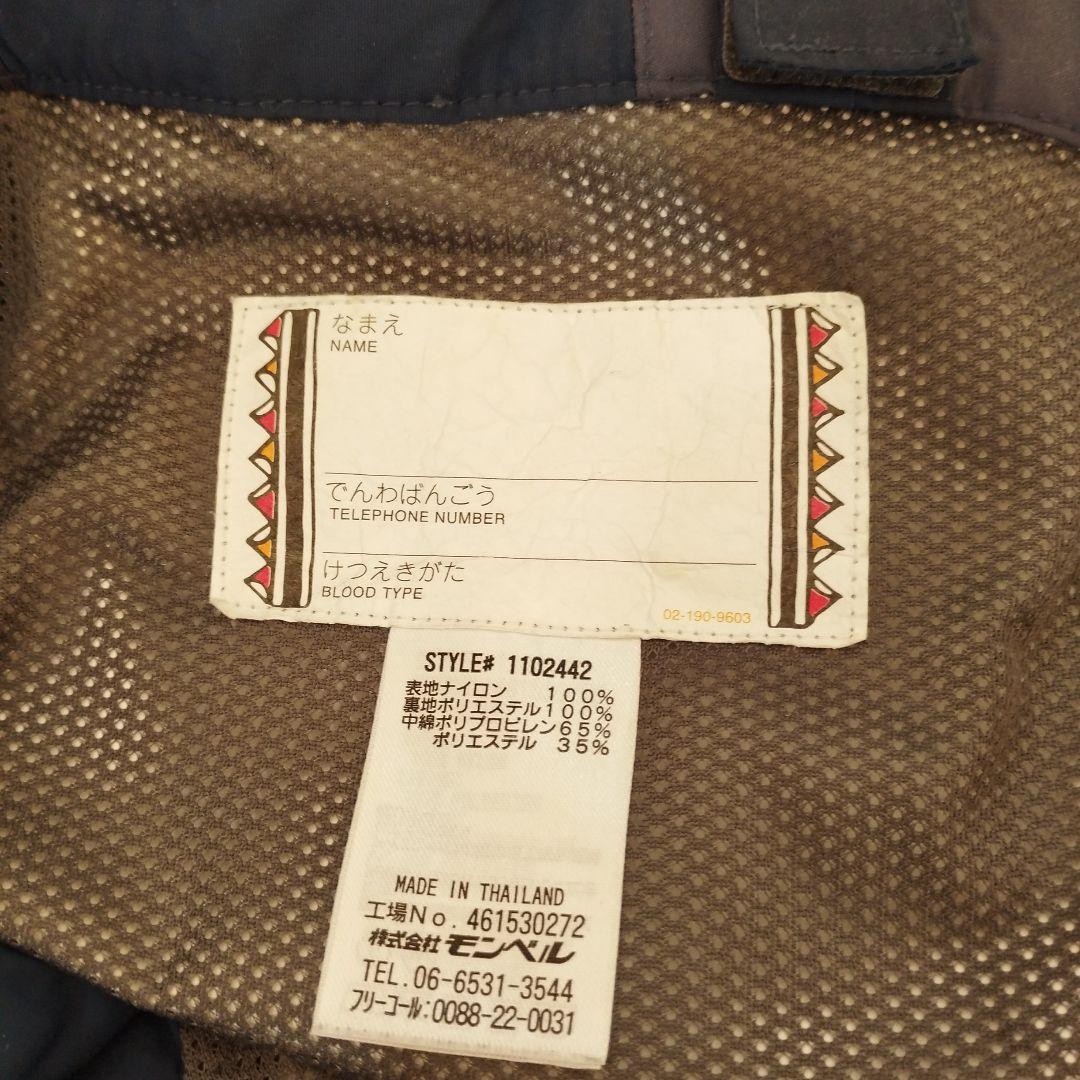 なまえ
NAME
でんわばんごう
TELEPHONE NUMBER
けつえきがた
BLOOD TYPE
02-190-9603
STYLE# 1102442
表地ナイロン 100%
裏地ポリエステル100%
中綿ポリプロピレン65%
ポリエステル 35%
MADE IN THAILAND
工場No.461530272
株式会社モンベル
TEL.06-6531-3544
フリーコール:0088-22-0031